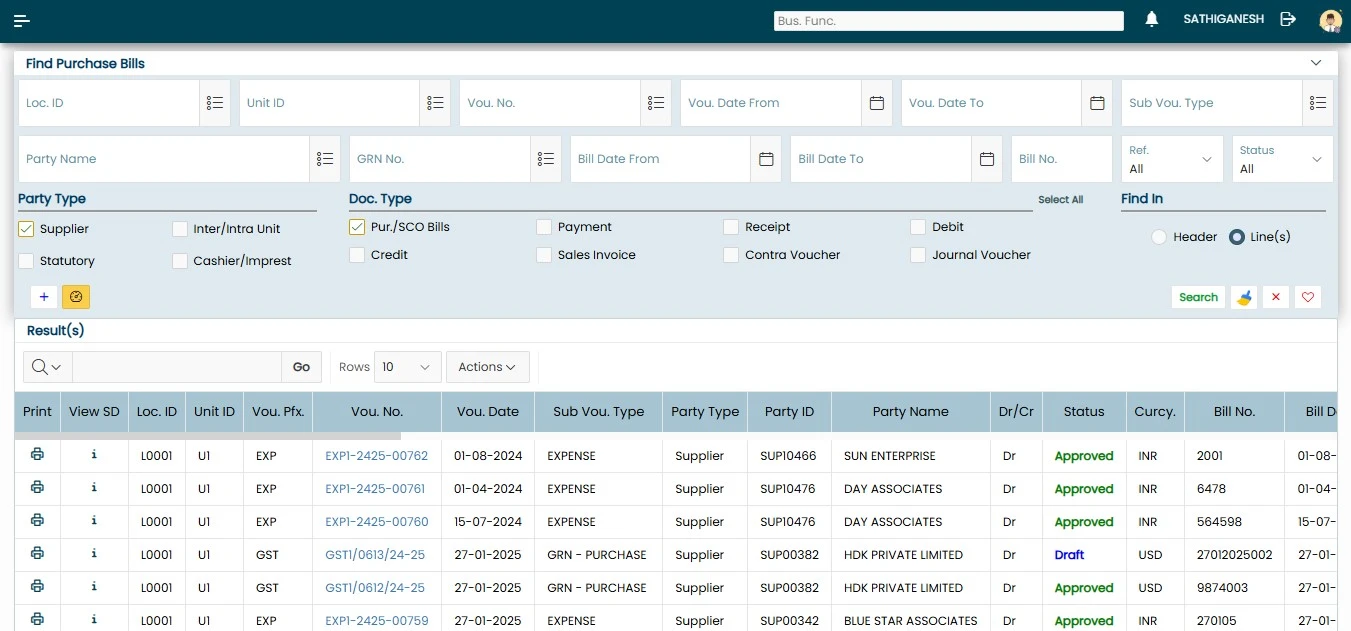 Bus. Func. SATHIGANESH
Find Purchase Bills
Loc. ID Unit ID Vou. No. Vou. Date From Vou. Date To Sub Vou. Type
Party Name GRN No. Bill Date From Bill Date To Bill No. Ref. All Status All
Party Type Doc. Type Select All Find In
Supplier Inter/Intra Unit Pur./SCO Bills Payment Receipt Debit Header Line(s)
Statutory Cashier/Imprest Credit Sales Invoice Contra Voucher Journal Voucher
+ Search
Result(s)
Go Rows 10 Actions
Print View SD Loc. ID Unit ID Vou. Pfx. Vou. No. Vou. Date Sub Vou. Type Party Type Party ID Party Name Dr/Cr Status Curcy. Bill No. Bill D
L0001 U1 EXP EXP1-2425-00762 01-08-2024 EXPENSE Supplier SUP10466 SUN ENTERPRISE Dr Approved INR 2001 01-08-
L0001 U1 EXP EXP1-2425-00761 01-04-2024 EXPENSE Supplier SUP10476 DAY ASSOCIATES Dr Approved INR 6478 01-04-
L0001 U1 EXP EXP1-2425-00760 15-07-2024 EXPENSE Supplier SUP10476 DAY ASSOCIATES Dr Approved INR 564598 15-07-
L0001 U1 GST GST1/0613/24-25 27-01-2025 GRN - PURCHASE Supplier SUP00382 HDK PRIVATE LIMITED Dr Draft USD 27012025002 27-01-
L0001 U1 GST GST1/0612/24-25 27-01-2025 GRN - PURCHASE Supplier SUP00382 HDK PRIVATE LIMITED Dr Approved USD 9874003 27-01-
L0001 U1 EXP EXP1-2425-00759 27-01-2025 EXPENSE Supplier SUP00342 BLUE STAR ASSOCIATES Dr Approved INR 270105 27-01-